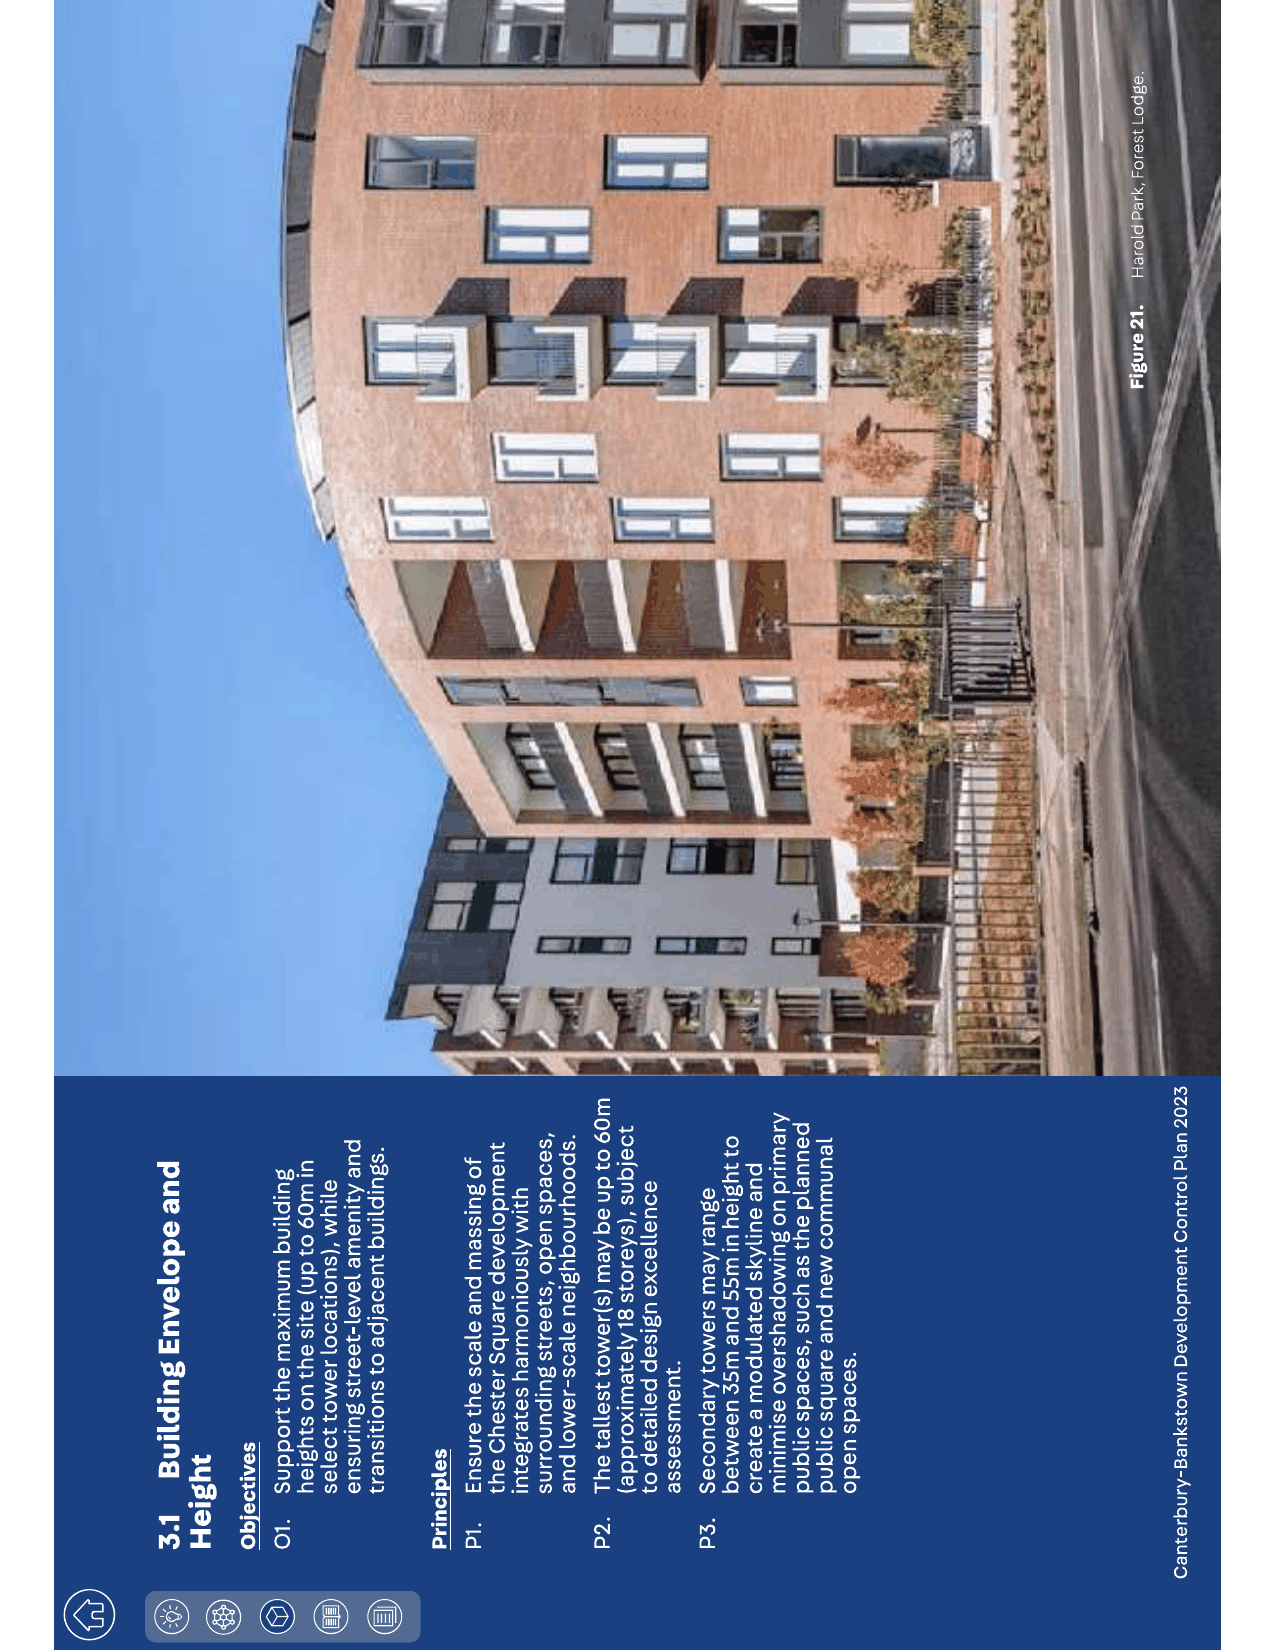 3.1 Building Envelope and
Height
Objectives
O1. Support the maximum building
heights on the site (up to 60m in
select tower locations), while
ensuring street-level amenity and
transitions to adjacent buildings.
Principles
P1. Ensure the scale and massing of
the Chester Square development
integrates harmoniously with
surrounding streets, open spaces,
and lower-scale neighbourhoods.
P2. The tallest tower(s) may be up to 60m
(approximately 18 storeys), subject
to detailed design excellence
assessment.
P3. Secondary towers may range
between 35m and 55m in height to
create a modulated skyline and
minimise overshadowing on primary
public spaces, such as the planned
public square and new communal
open spaces.
Canterbury-Bankstown Development Control Plan 2023
Figure 21. Harold Park, Forest Lodge.